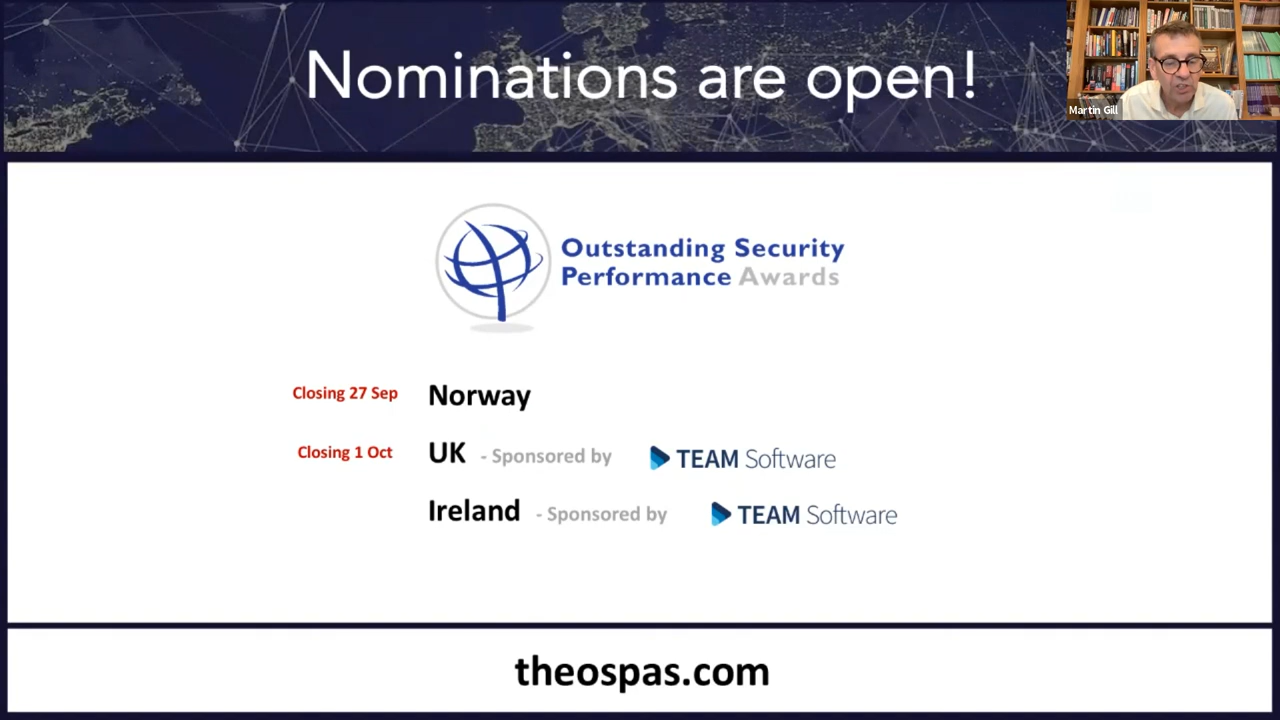 Nominations are open!
Martin Gill
Outstanding Security
Performance Awards
Closing 27 Sep Norway
Closing 1 Oct UK - Sponsored by TEAM Software
Ireland - Sponsored by TEAM Software
theospas.com